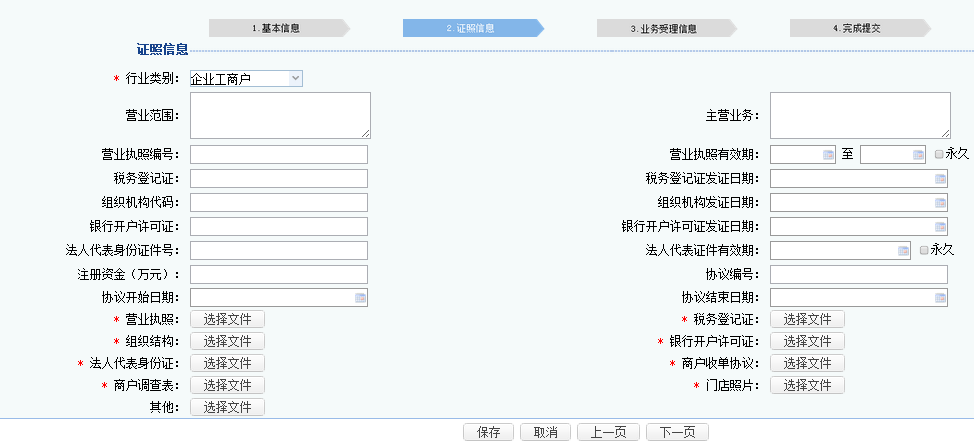 1.基本信息 2.证照信息 3.业务受理信息 4.完成提交
证照信息
* 行业类别： 企业工商户
营业范围： 主营业务：
营业执照编号： 营业执照有效期： 至 永久
税务登记证： 税务登记证发证日期：
组织机构代码： 组织机构发证日期：
银行开户许可证： 银行开户许可证发证日期：
法人代表身份证件号： 法人代表证件有效期： 永久
注册资金（万元）： 协议编号：
协议开始日期： 协议结束日期：
* 营业执照： 选择文件 * 税务登记证： 选择文件
* 组织结构： 选择文件 * 银行开户许可证： 选择文件
* 法人代表身份证： 选择文件 * 商户收单协议： 选择文件
* 商户调查表： 选择文件 * 门店照片： 选择文件
其他： 选择文件
保存 取消 上一页 下一页